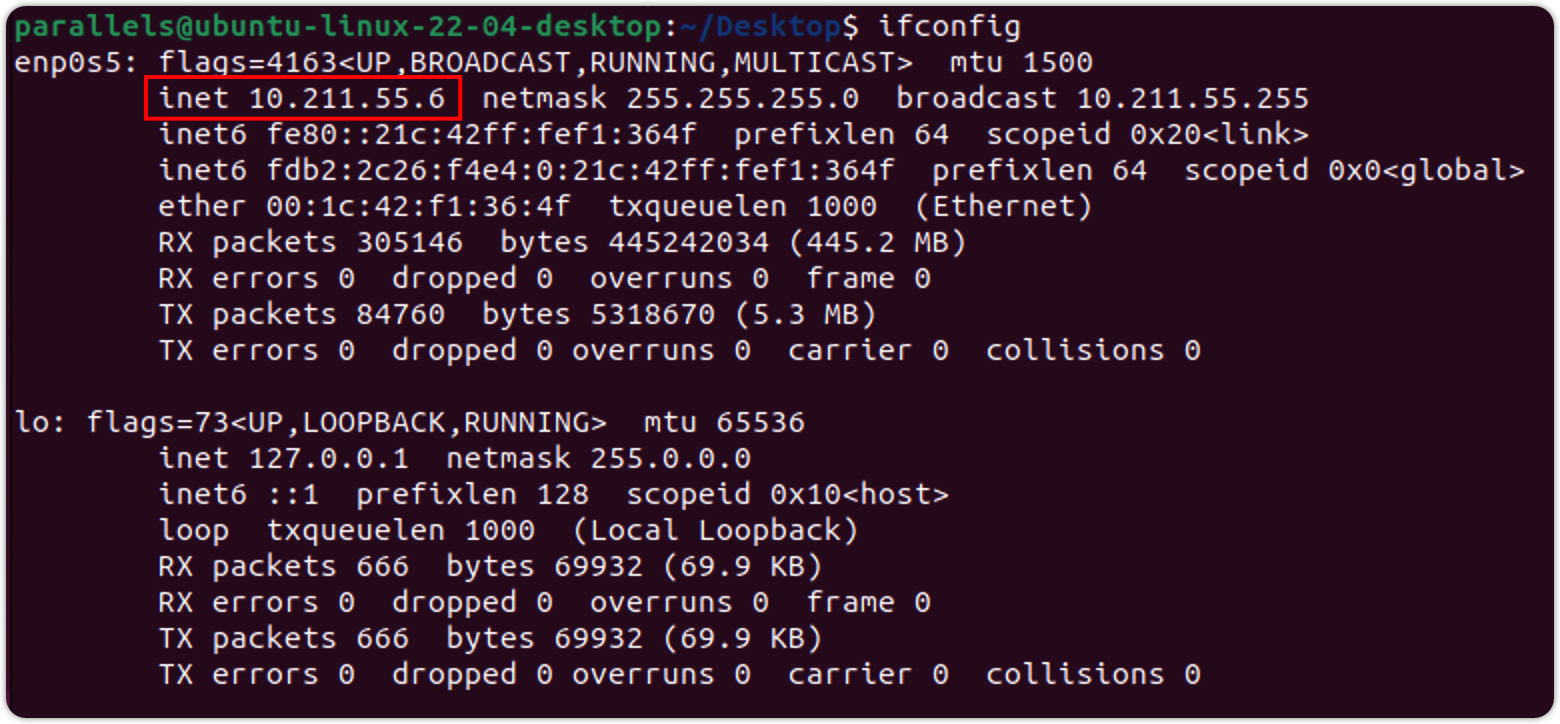 parallels@ubuntu-linux-22-04-desktop:~/Desktop$ ifconfig
enp0s5: flags=4163<UP,BROADCAST,RUNNING,MULTICAST>  mtu 1500
        inet 10.211.55.6  netmask 255.255.255.0  broadcast 10.211.55.255
        inet6 fe80::21c:42ff:fef1:364f  prefixlen 64  scopeid 0x20<link>
        inet6 fdb2:2c26:f4e4:0:21c:42ff:fef1:364f  prefixlen 64  scopeid 0x0<global>
        ether 00:1c:42:f1:36:4f  txqueuelen 1000  (Ethernet)
        RX packets 305146  bytes 445242034 (445.2 MB)
        RX errors 0  dropped 0  overruns 0  frame 0
        TX packets 84760  bytes 5318670 (5.3 MB)
        TX errors 0  dropped 0 overruns 0  carrier 0  collisions 0

lo: flags=73<UP,LOOPBACK,RUNNING>  mtu 65536
        inet 127.0.0.1  netmask 255.0.0.0
        inet6 ::1  prefixlen 128  scopeid 0x10<host>
        loop  txqueuelen 1000  (Local Loopback)
        RX packets 666  bytes 69932 (69.9 KB)
        RX errors 0  dropped 0  overruns 0  frame 0
        TX packets 666  bytes 69932 (69.9 KB)
        TX errors 0  dropped 0 overruns 0  carrier 0  collisions 0